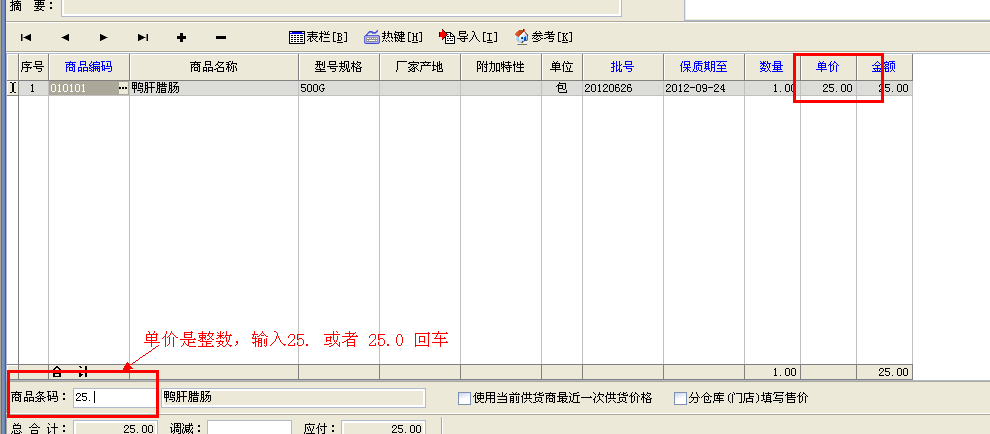 摘 要：
表栏[B] 热键[H] 导入[I] 参考[K]
序号 商品编码 商品名称 型号规格 厂家产地 附加特性 单位 批号 保质期至 数量 单价 金额
1 010101 ... 鸭肝腊肠 500G 包 20120626 2012-09-24 1.00 25.00 25.00
单价是整数，输入25. 或者 25.0 回车
合 计 1.00 25.00
商品条码： 25. 鸭肝腊肠 使用当前供货商最近一次供货价格 分仓库(门店)填写售价
总 合 计： 25.00 调减： 应付： 25.00